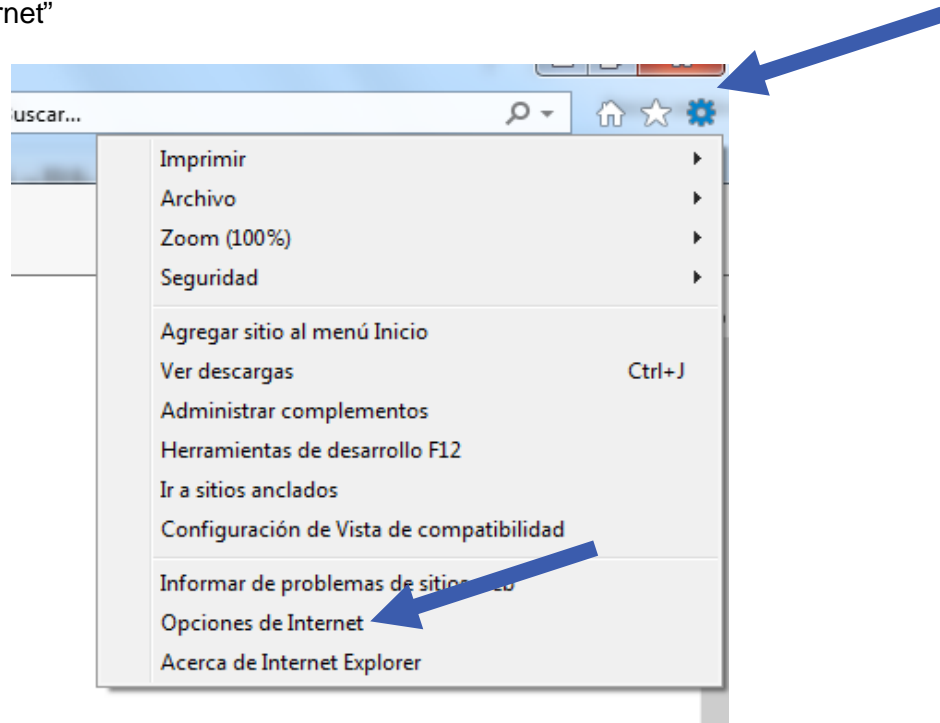 rnet”
uscar...
Imprimir
Archivo
Zoom (100%)
Seguridad
Agregar sitio al menú Inicio
Ver descargas Ctrl+J
Administrar complementos
Herramientas de desarrollo F12
Ir a sitios anclados
Configuración de Vista de compatibilidad
Informar de problemas de sitios
Opciones de Internet
Acerca de Internet Explorer